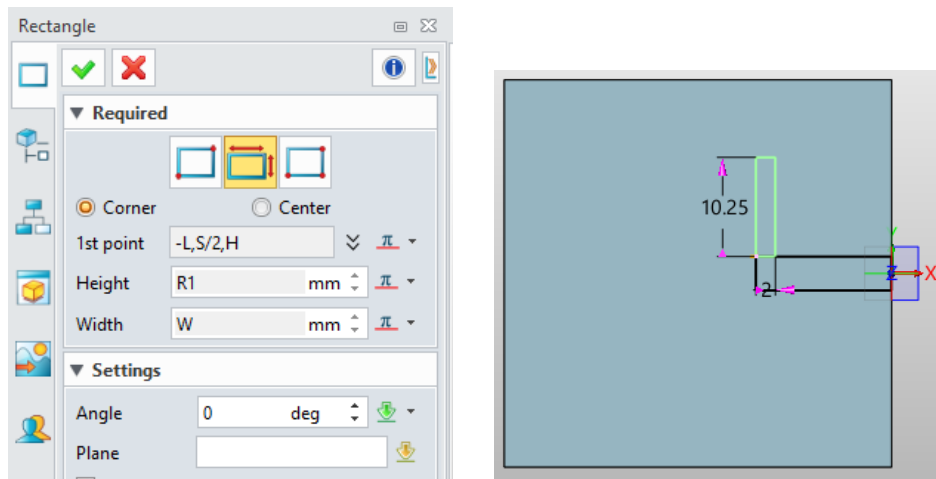 Rectangle
Required
Corner
Center
1st point
-L,S/2,H
Height
R1
mm
Width
W
mm
Settings
Angle
0
deg
Plane
10.25
2
Y
Z
X